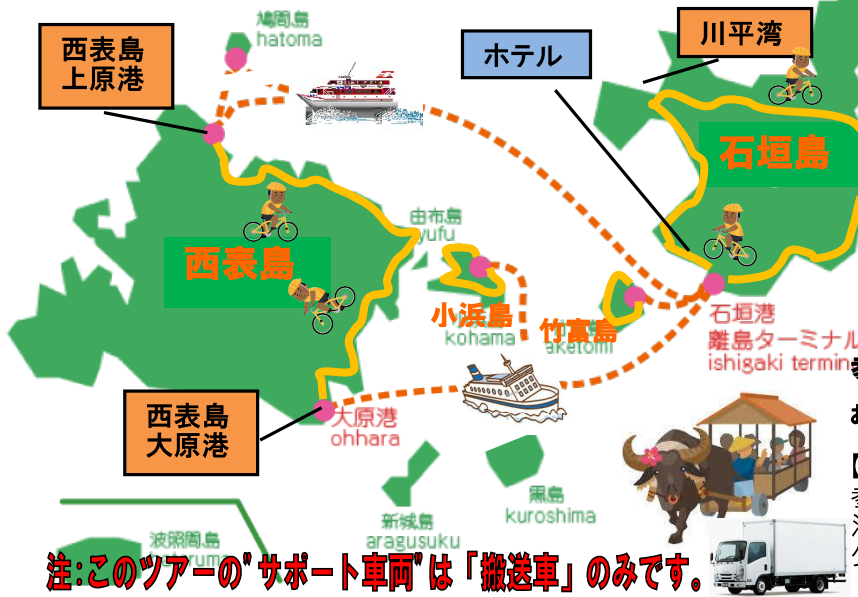 鳩間島
hatoma
西表島
上原港
ホテル
川平湾
石垣島
由布島
yufu
西表島
小浜島
kohama
竹富島
aketomi
石垣港
離島ターミナル
ishigaki termin
西表島
大原港
大原港
ohhara
黒島
kuroshima
新城島
aragusuku
波照間島
注:このツアーの"サポート車両"は「搬送車」のみです。